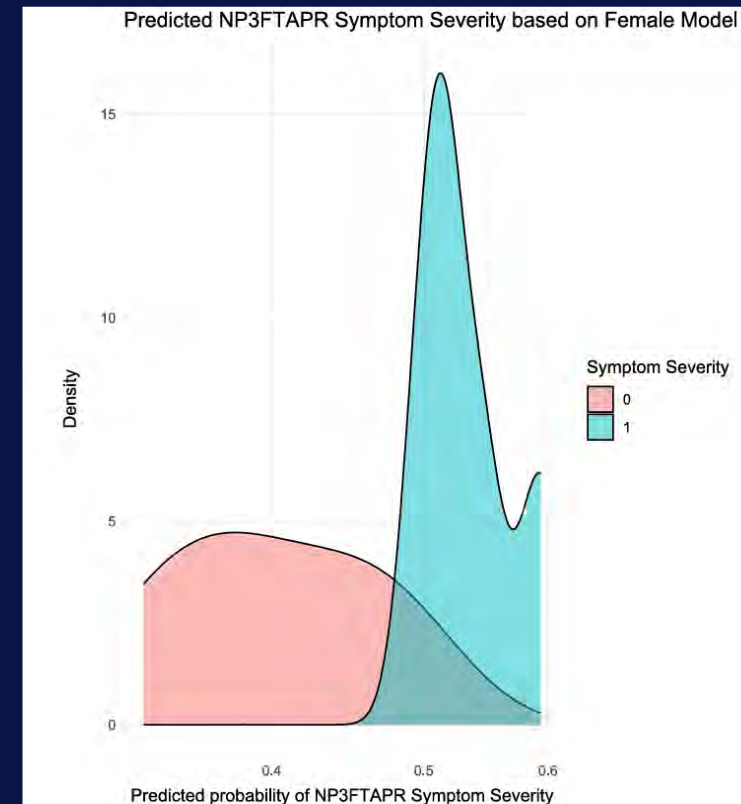 Predicted NP3FTAPR Symptom Severity based on Female Model
15
10
5
0
Density
0.4
0.5
0.6
Predicted probability of NP3FTAPR Symptom Severity
Symptom Severity
0
1